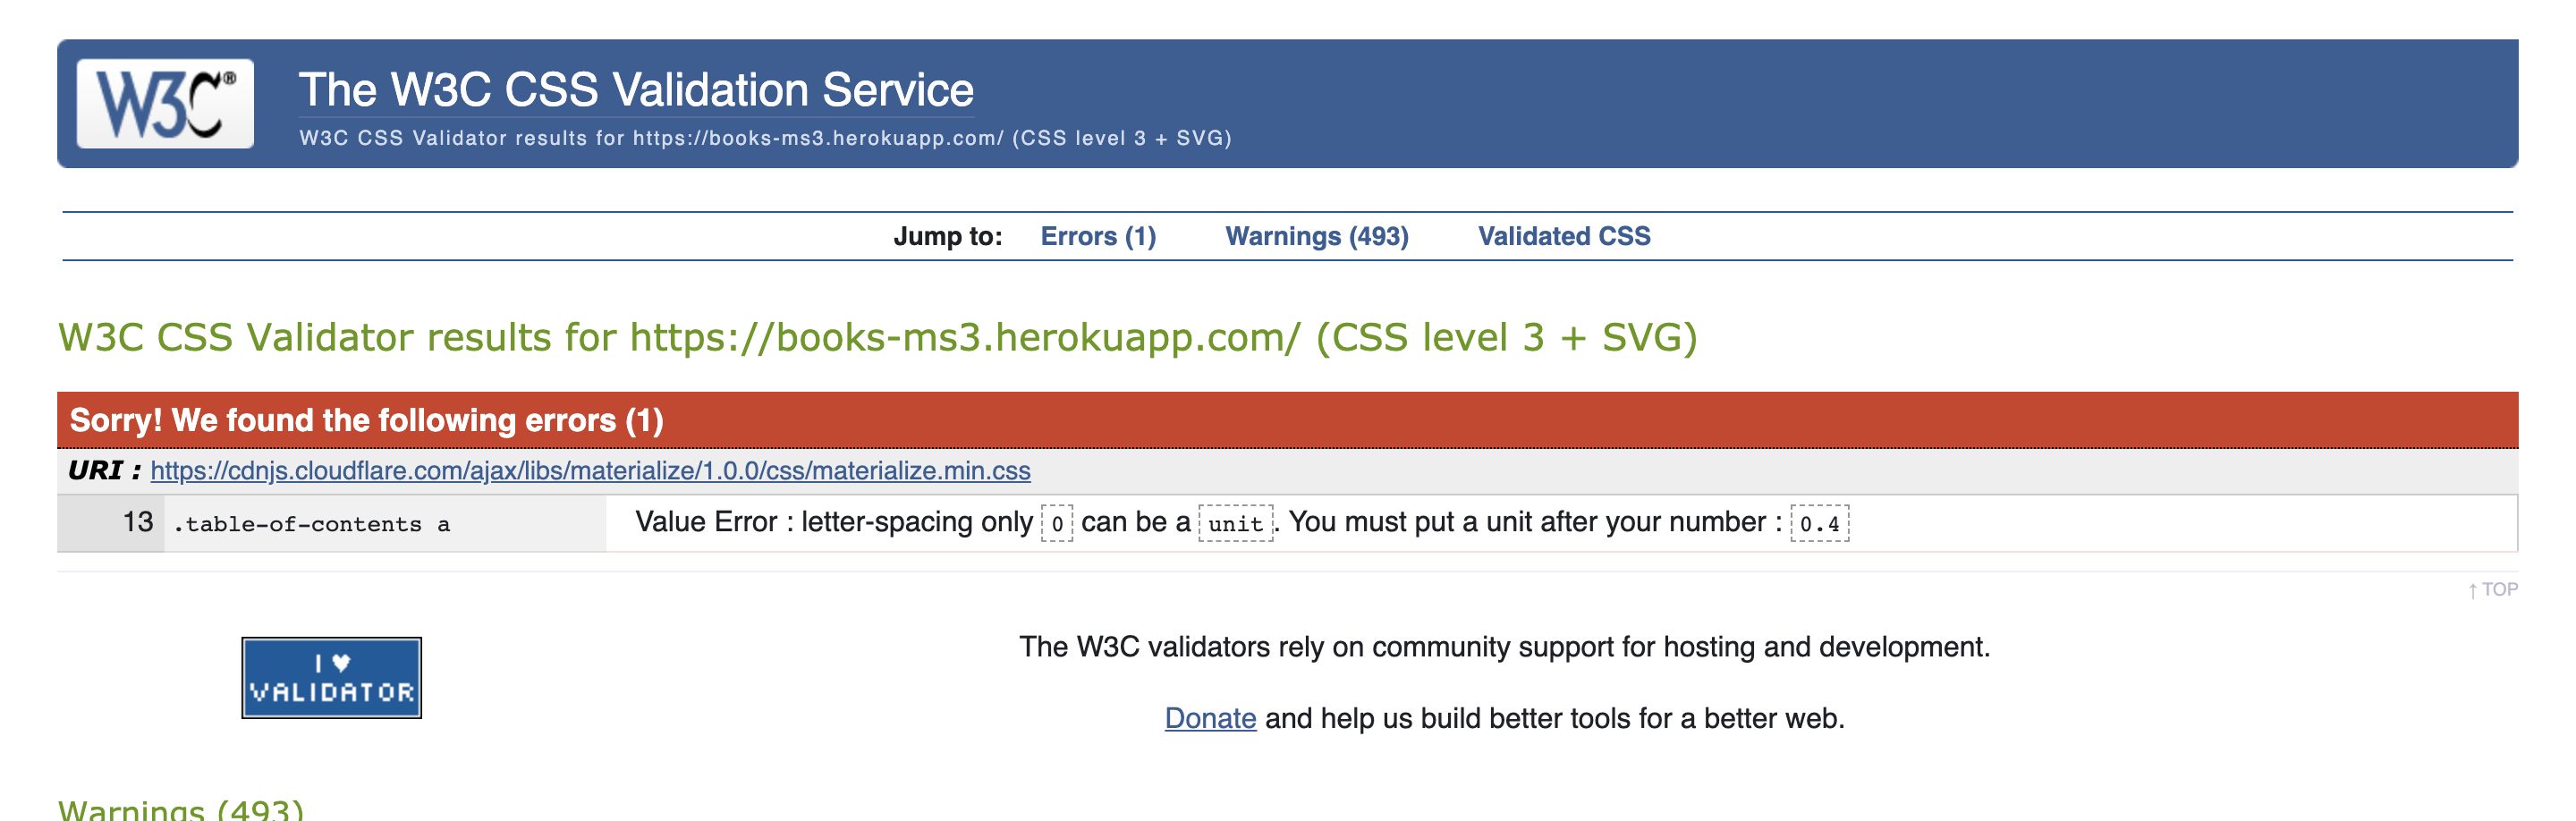 W3C®
The W3C CSS Validation Service
W3C CSS Validator results for https://books-ms3.herokuapp.com/ (CSS level 3 + SVG)
Jump to: Errors (1) Warnings (493) Validated CSS
W3C CSS Validator results for https://books-ms3.herokuapp.com/ (CSS level 3 + SVG)
Sorry! We found the following errors (1)
URI : https://cdnjs.cloudflare.com/ajax/libs/materialize/1.0.0/css/materialize.min.css
13 .table-of-contents a Value Error : letter-spacing only 0 can be a unit. You must put a unit after your number : 0.4
↑ TOP
I ♥
VALIDATOR
The W3C validators rely on community support for hosting and development.
Donate and help us build better tools for a better web.
Warnings (493)